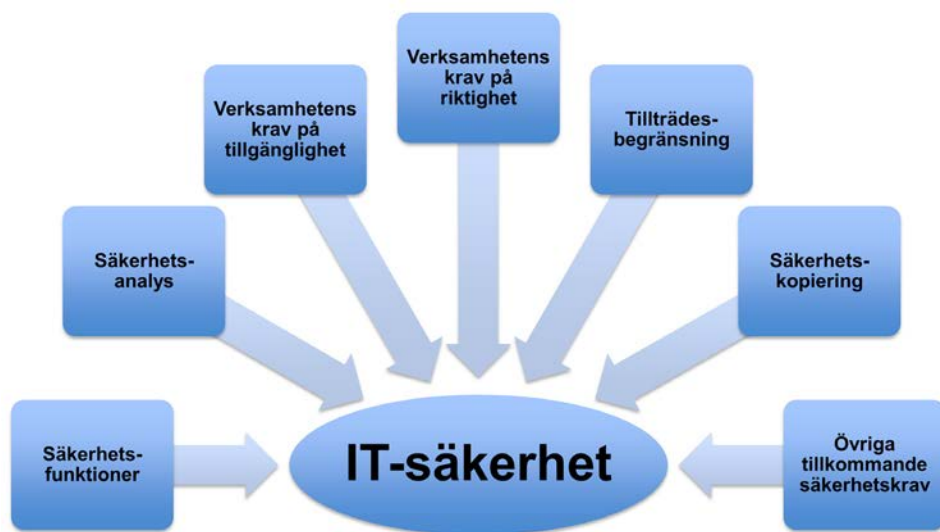 Verksamhetens
krav på
riktighet
Verksamhetens
krav på
tillgänglighet
Tillträdes-
begränsning
Säkerhets-
analys
Säkerhets-
kopiering
Säkerhets-
funktioner
IT-säkerhet
Övriga
tillkommande
säkerhetskrav